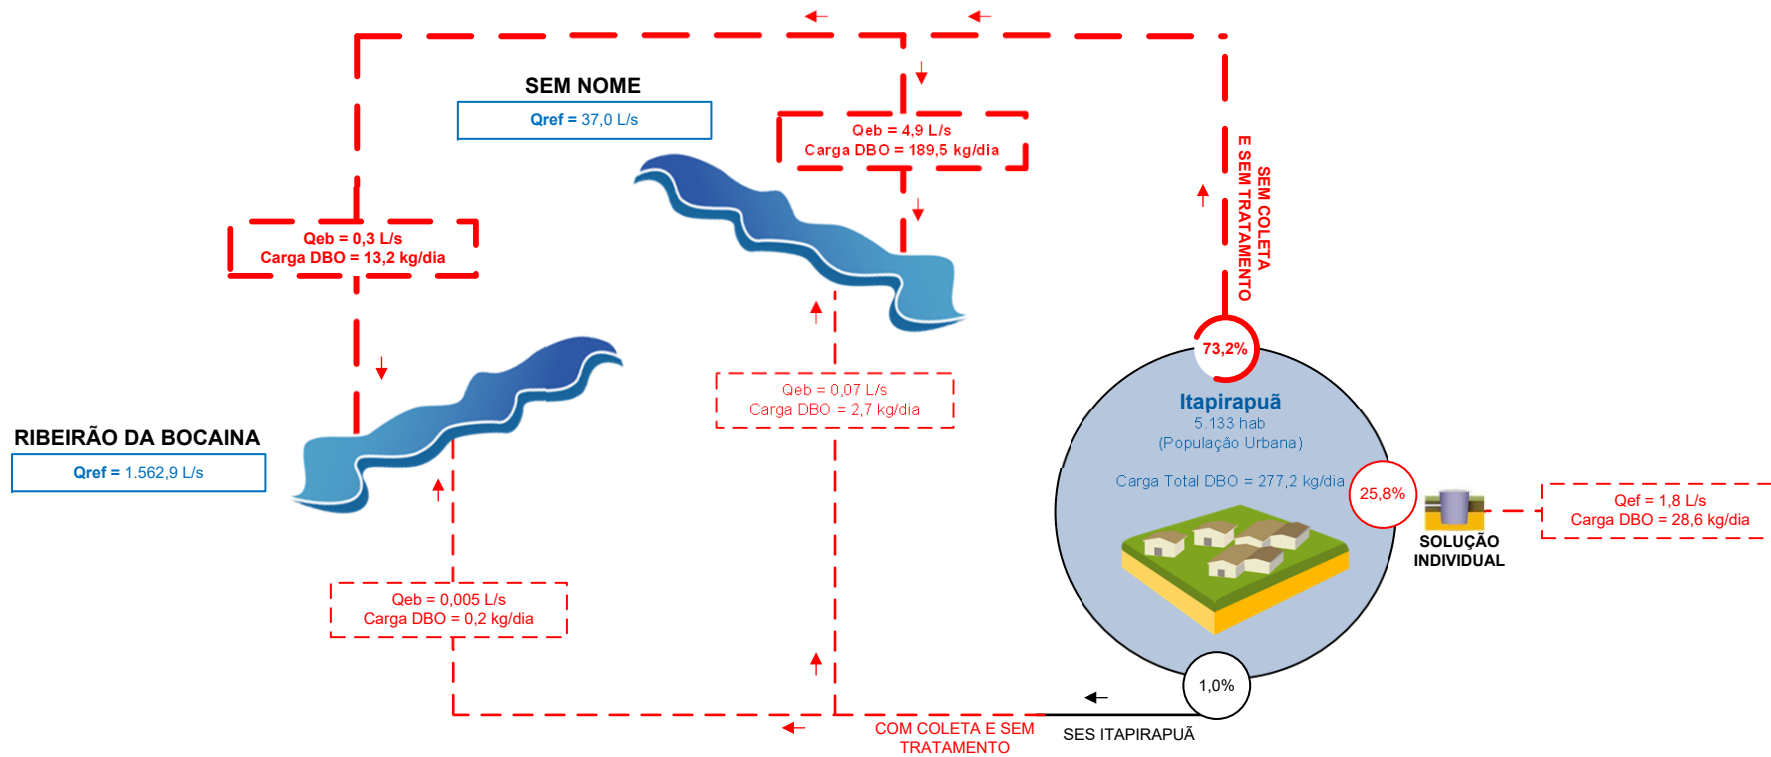 SEM NOME
Qref = 37,0 L/s
Qeb = 4,9 L/s
Carga DBO = 189,5 kg/dia
SEM COLETA
E SEM TRATAMENTO
Qeb = 0,3 L/s
Carga DBO = 13,2 kg/dia
73,2%
Itapirapuã
5.133 hab
(População Urbana)
Carga Total DBO = 277,2 kg/dia
Qeb = 0,07 L/s
Carga DBO = 2,7 kg/dia
RIBEIRÃO DA BOCAINA
Qref = 1.562,9 L/s
25,8%
SOLUÇÃO
INDIVIDUAL
Qef = 1,8 L/s
Carga DBO = 28,6 kg/dia
Qeb = 0,005 L/s
Carga DBO = 0,2 kg/dia
1,0%
COM COLETA E SEM
TRATAMENTO
SES ITAPIRAPUÃ